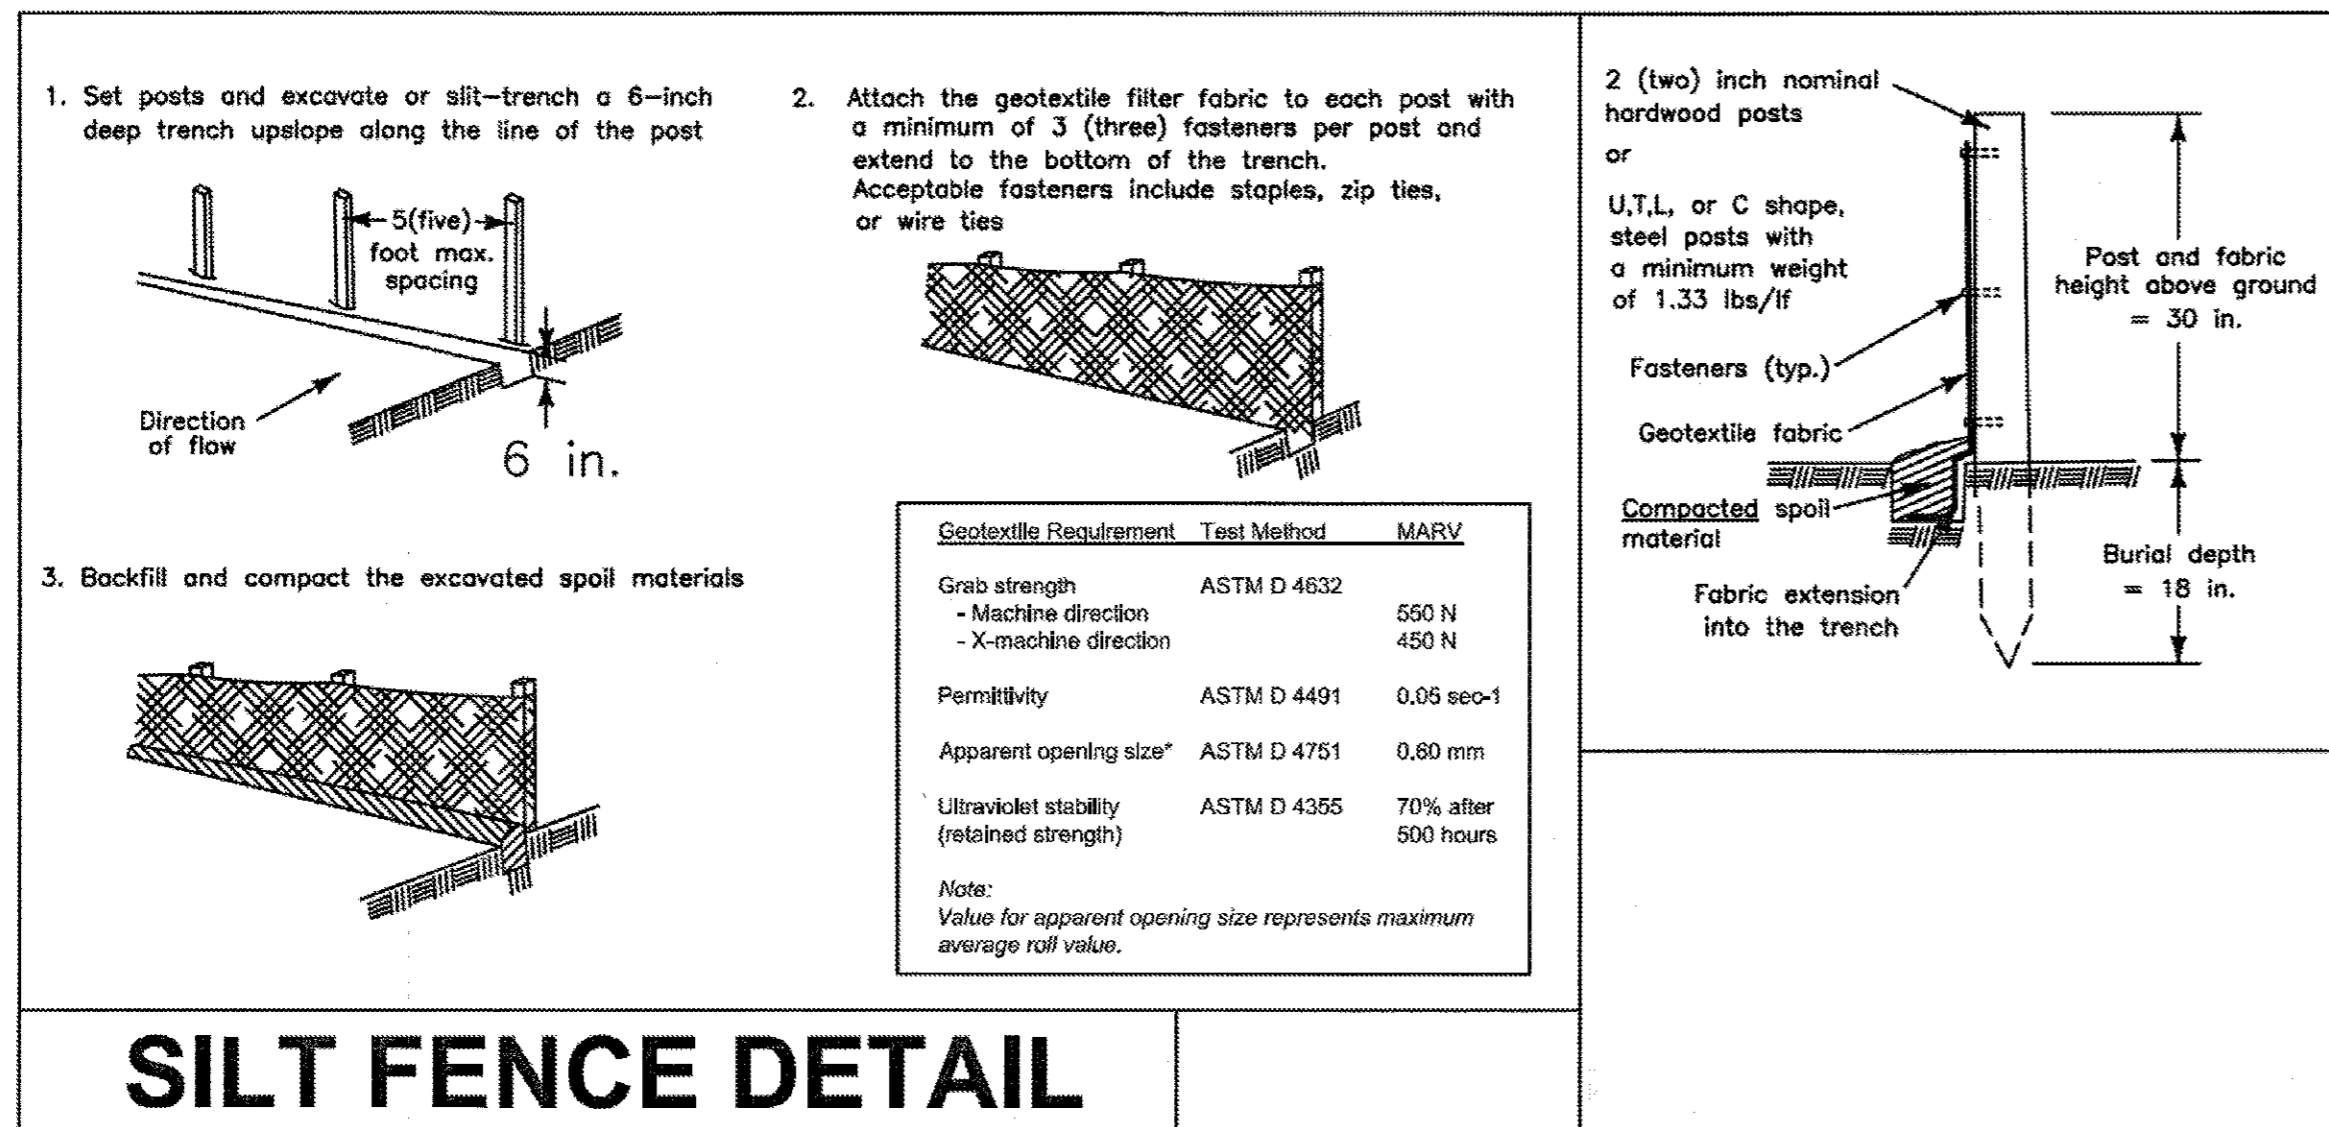 1. Set posts and excavate or slit-trench a 6-inch
deep trench upslope along the line of the post
5(five)
foot max.
spacing
Direction
of flow
6 in.
2. Attach the geotextile filter fabric to each post with
a minimum of 3 (three) fasteners per post and
extend to the bottom of the trench.
Acceptable fasteners include staples, zip ties,
or wire ties
3. Backfill and compact the excavated spoil materials
Geotextile Requirement Test Method MARV
Grab strength ASTM D 4632
- Machine direction 550 N
- X-machine direction 450 N
Permittivity ASTM D 4491 0.05 sec-1
Apparent opening size* ASTM D 4751 0.60 mm
Ultraviolet stability ASTM D 4355 70% after
(retained strength) 500 hours
Note:
Value for apparent opening size represents maximum
average roll value.
2 (two) inch nominal
hardwood posts
or
U,T,L, or C shape,
steel posts with
a minimum weight
of 1.33 lbs/lf
Fasteners (typ.)
Geotextile fabric
Compacted spoil
material
Fabric extension
into the trench
Post and fabric
height above ground
= 30 in.
Burial depth
= 18 in.
SILT FENCE DETAIL